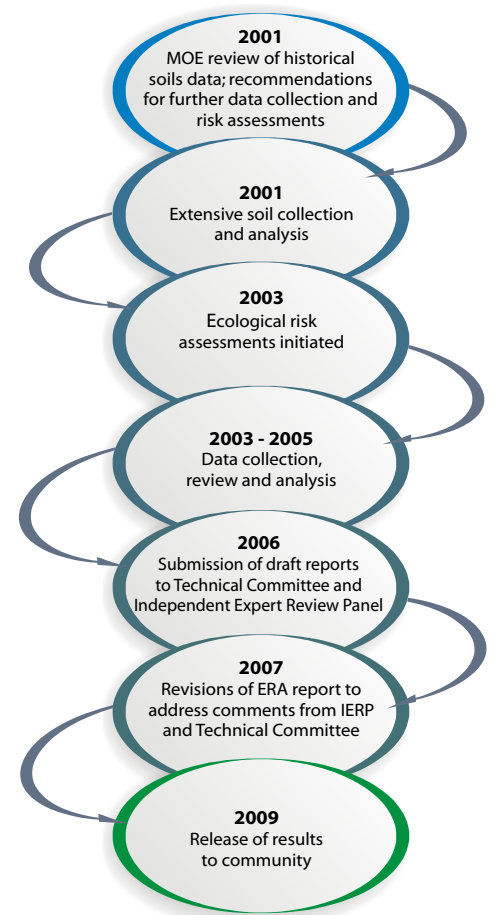 2001
MOE review of historical
soils data; recommendations
for further data collection and
risk assessments
2001
Extensive soil collection
and analysis
2003
Ecological risk
assessments initiated
2003 - 2005
Data collection,
review and analysis
2006
Submission of draft reports
to Technical Committee and
Independent Expert Review Panel
2007
Revisions of ERA report to
address comments from IERP
and Technical Committee
2009
Release of results
to community